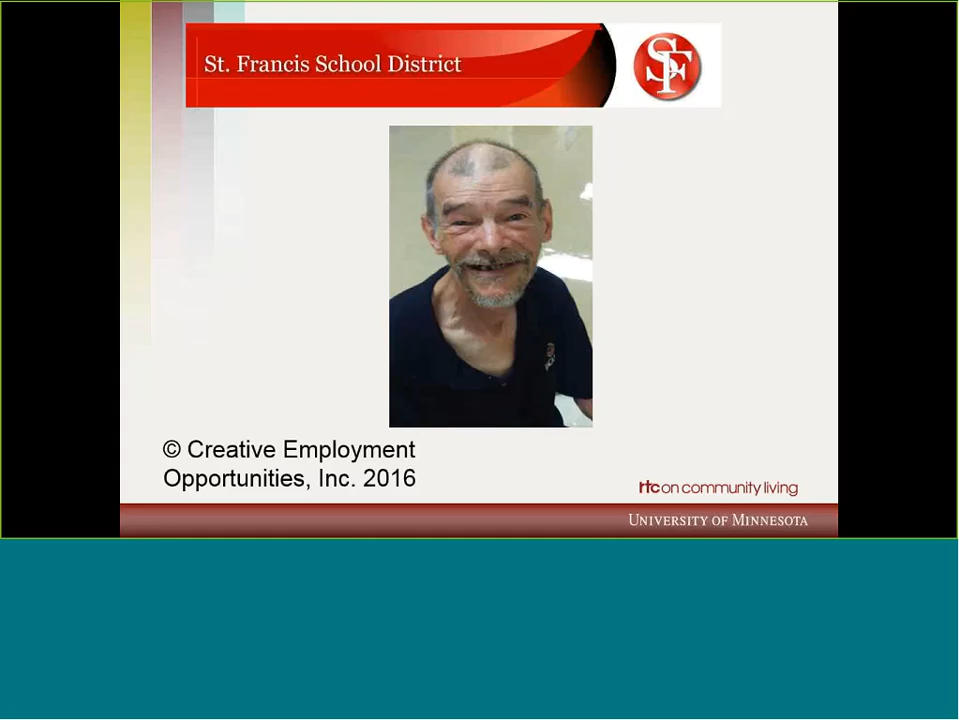 St. Francis School District
SF
© Creative Employment
Opportunities, Inc. 2016
rtc on community living
UNIVERSITY OF MINNESOTA